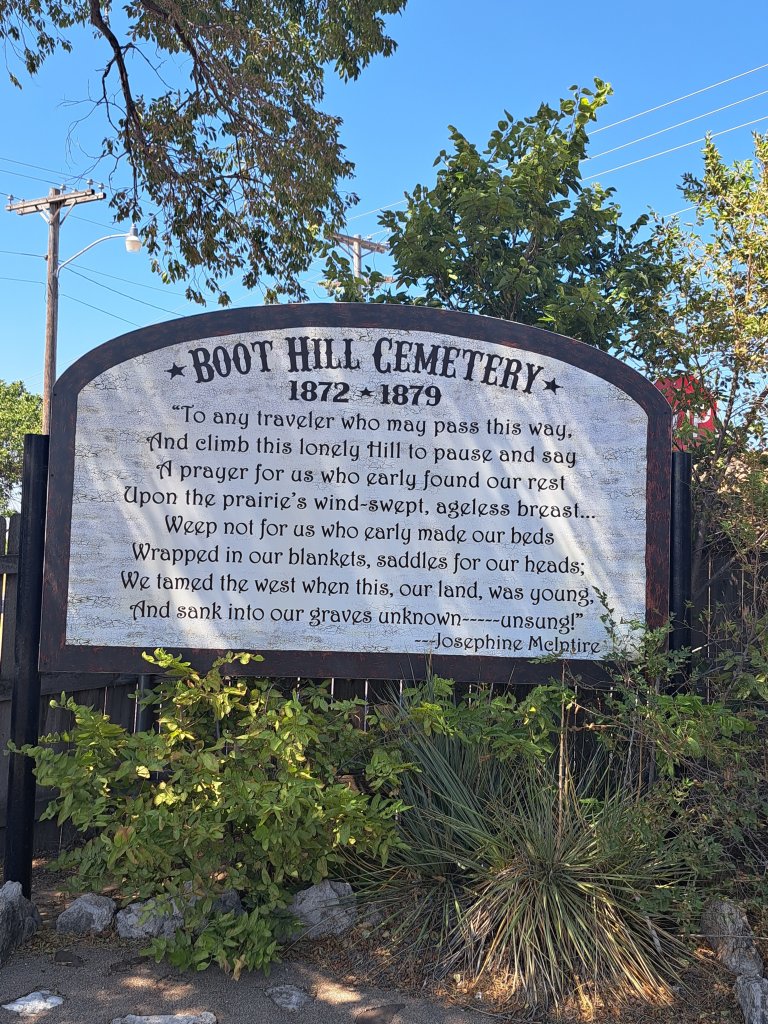 ★ BOOT HILL CEMETERY ★
1872 ★ 1879
"To any traveler who may pass this way,
And climb this lonely Hill to pause and say
A prayer for us who early found our rest
Upon the prairie's wind-swept, ageless breast...
Weep not for us who early made our beds
Wrapped in our blankets, saddles for our heads;
We tamed the west when this, our land, was young,
And sank into our graves unknown-----unsung!"
---Josephine McIntire